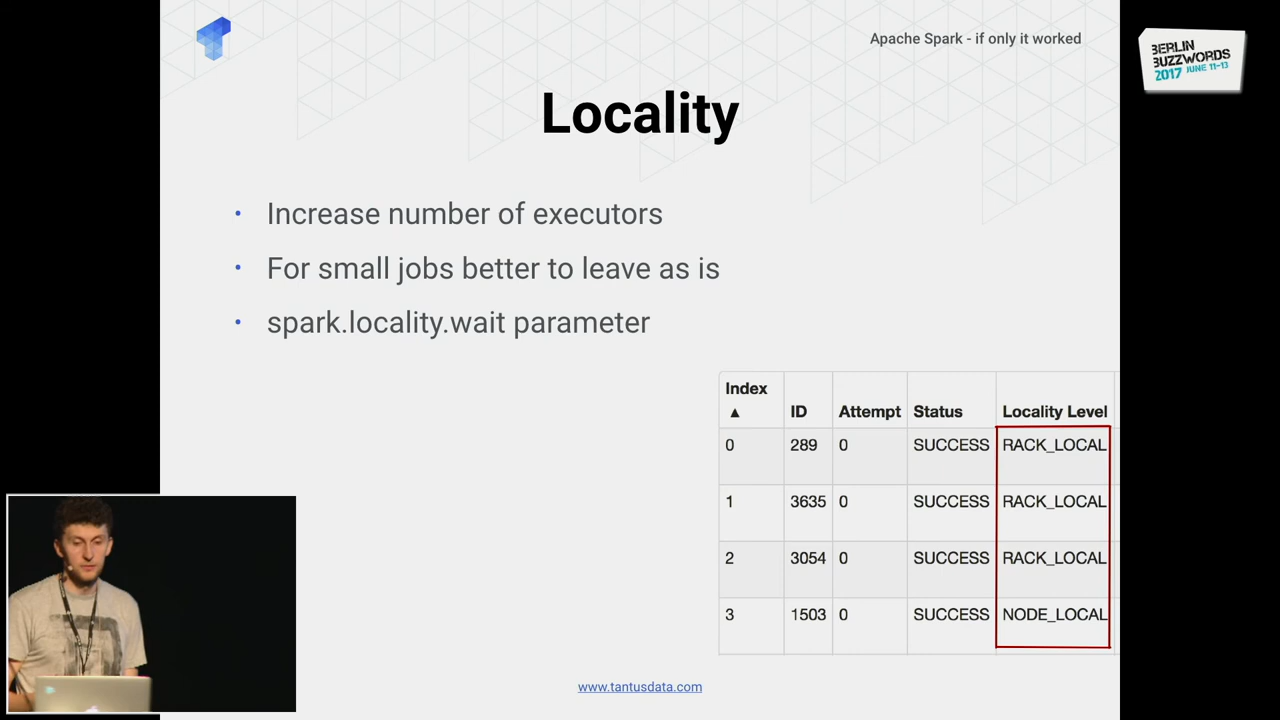 Apache Spark - if only it worked
BERLIN
BUZZWORDS
2017 JUNE 11-13
Locality
• Increase number of executors
• For small jobs better to leave as is
• spark.locality.wait parameter
Index ▲ ID Attempt Status Locality Level
0 289 0 SUCCESS RACK_LOCAL
1 3635 0 SUCCESS RACK_LOCAL
2 3054 0 SUCCESS RACK_LOCAL
3 1503 0 SUCCESS NODE_LOCAL
www.tantusdata.com